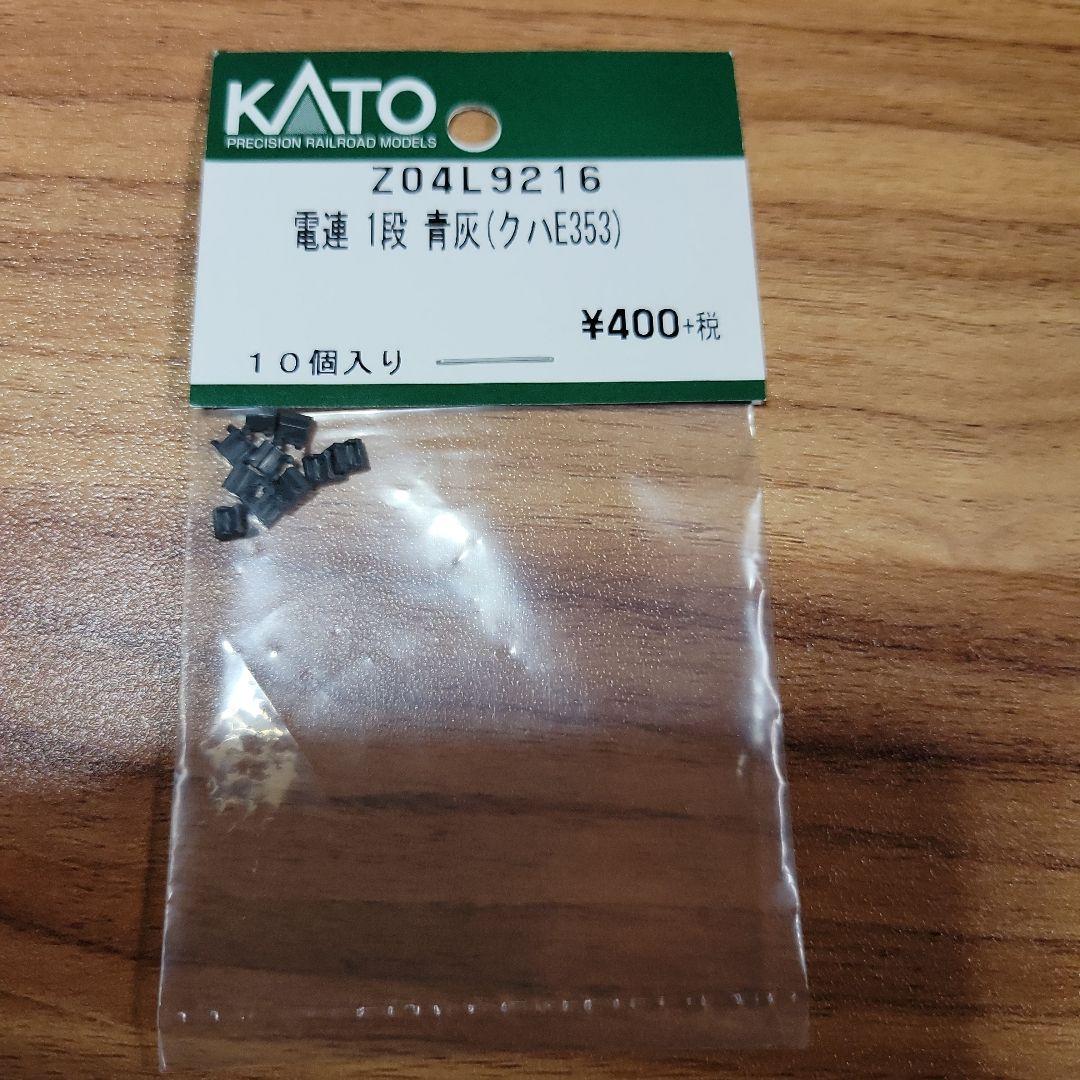 KATO
PRECISION RAILROAD MODELS
Z04L9216
電連 1段 青灰(クハE353)
¥400+税
10個入り